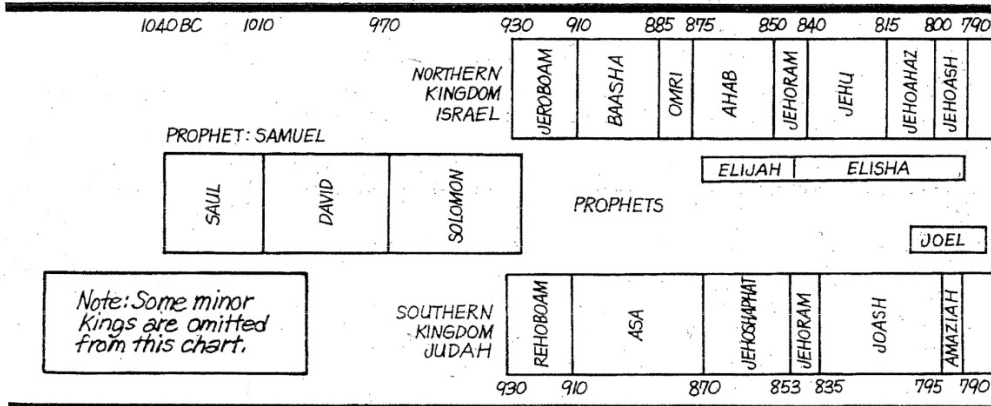 1040 BC 1010 970 930 910 885 875 850 840 815 800 790
NORTHERN
KINGDOM
ISRAEL
JEROBOAM
BAASHA
OMRI
AHAB
JEHORAM
JEHU
JEHOAHAZ
JEHOASH
PROPHET: SAMUEL
SAUL
DAVID
SOLOMON
ELIJAH
ELISHA
PROPHETS
JOEL
Note: Some minor
kings are omitted
from this chart.
SOUTHERN
KINGDOM
JUDAH
REHOBOAM
ASA
JEHOSHAPHAT
JEHORAM
JOASH
AMAZIAH
930 910 870 853 835 795 790